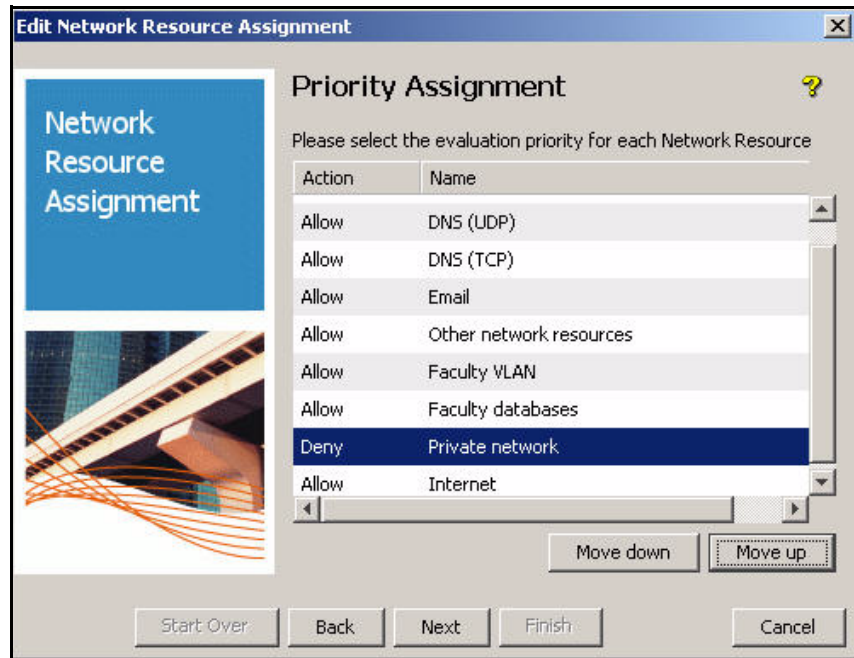 Edit Network Resource Assignment
Network
Resource
Assignment
Priority Assignment
?
Please select the evaluation priority for each Network Resource
Action Name
Allow DNS (UDP)
Allow DNS (TCP)
Allow Email
Allow Other network resources
Allow Faculty VLAN
Allow Faculty databases
Deny Private network
Allow Internet
Move down Move up
Start Over Back Next Finish Cancel